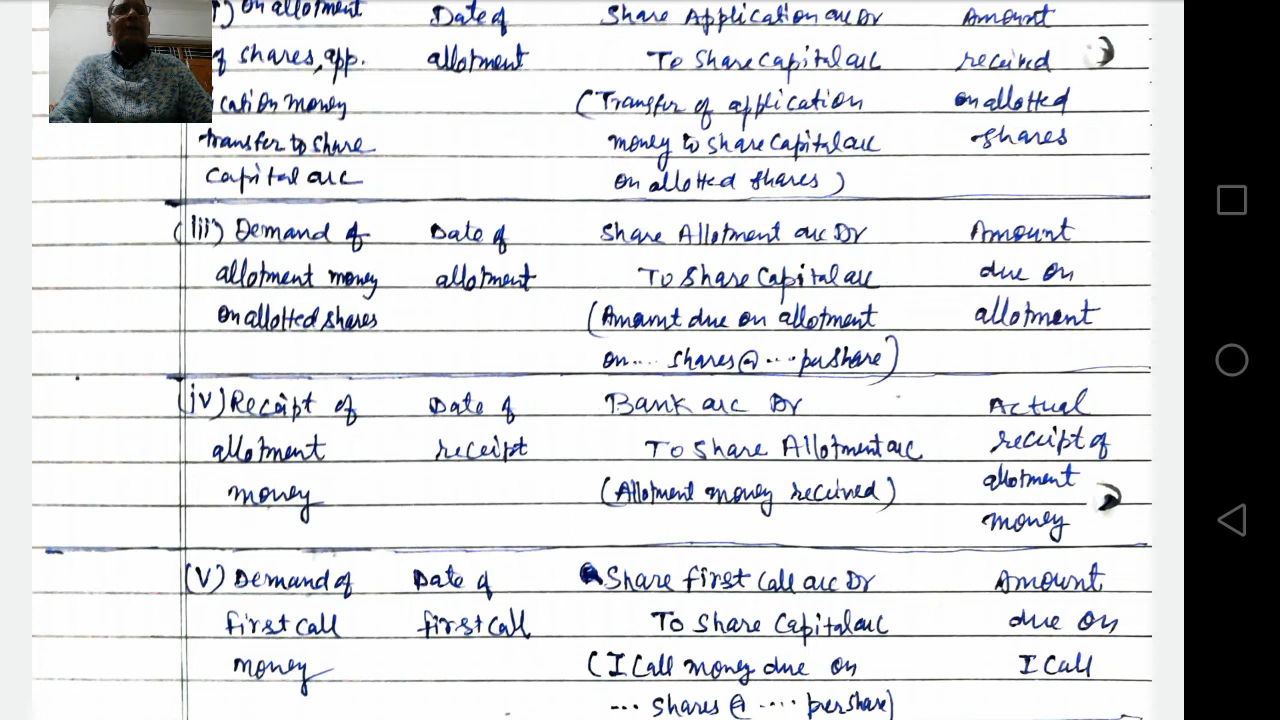 On allotment Date of Share Application a/c Dr Amount
of shares, app. allotment To Share Capital a/c received
ication money (Transfer of application on allotted
transfer to share money to share capital a/c shares
capital a/c on allotted shares)
(iii) Demand of Date of Share Allotment a/c Dr Amount
allotment money allotment To Share Capital a/c due on
on allotted shares (Amount due on allotment allotment
on.... shares @ .... per share)
(iv) Receipt of Date of Bank a/c Dr Actual
allotment receipt To Share Allotment a/c receipt of
money (Allotment money received) allotment
money
(v) Demand of Date of Share first call a/c Dr Amount
first call first call To Share Capital a/c due on
money (I Call money due on I Call
... shares @ .... per share)